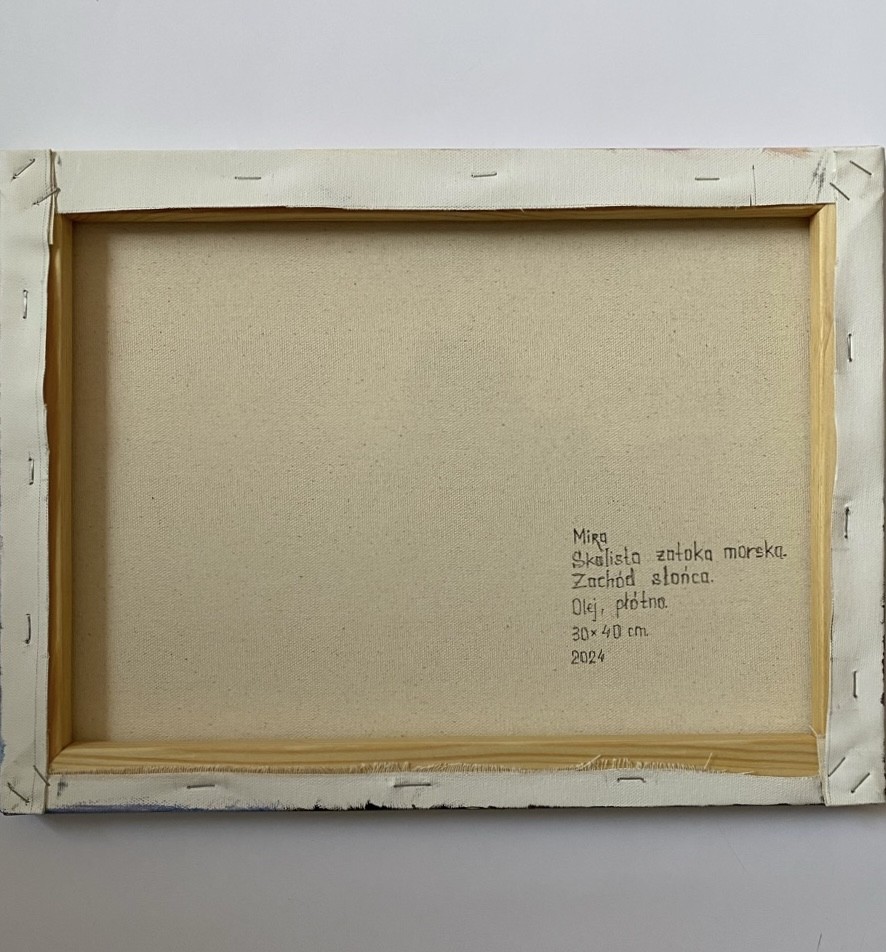 Mira
Skalista zatoka morska.
Zachód słońca.
Olej, płótno.
30×40 cm.
2024